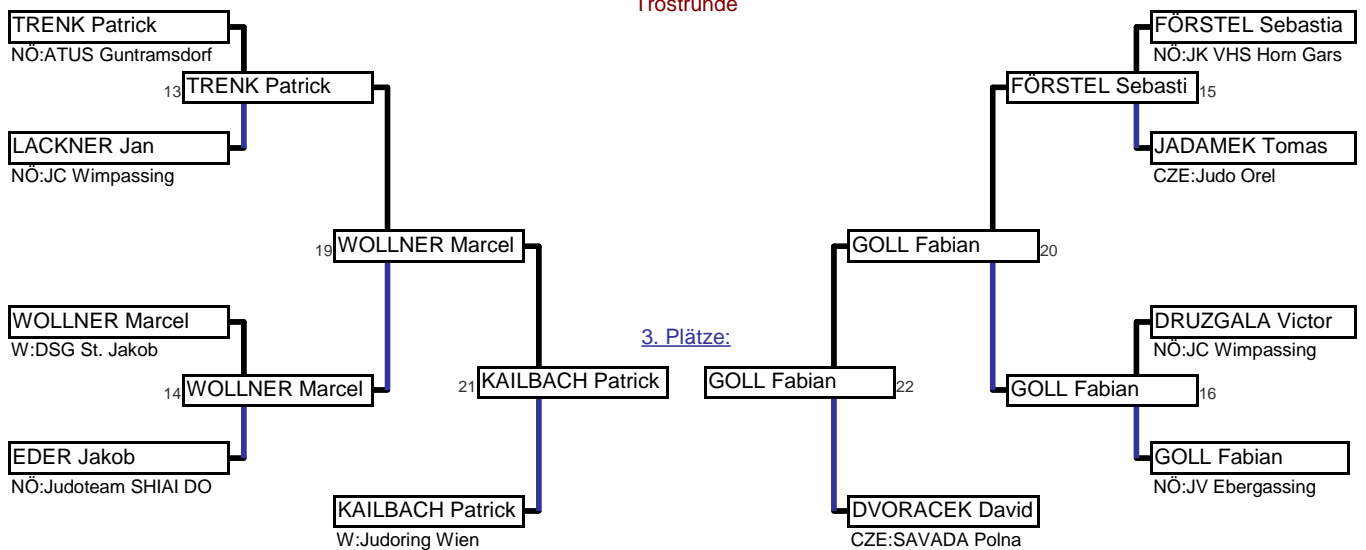 Trostrunde
TRENK Patrick
NÖ:ATUS Guntramsdorf
13 TRENK Patrick
LACKNER Jan
NÖ:JC Wimpassing
19 WOLLNER Marcel
WOLLNER Marcel
W:DSG St. Jakob
14 WOLLNER Marcel
EDER Jakob
NÖ:Judoteam SHIAI DO
21 KAILBACH Patrick
KAILBACH Patrick
W:Judoring Wien
3. Plätze:
FÖRSTEL Sebastia
NÖ:JK VHS Horn Gars
FÖRSTEL Sebasti 15
JADAMEK Tomas
CZE:Judo Orel
GOLL Fabian 20
DRUZGALA Victor
NÖ:JC Wimpassing
GOLL Fabian 16
GOLL Fabian
NÖ:JV Ebergassing
GOLL Fabian 22
DVORACEK David
CZE:SAVADA Polna